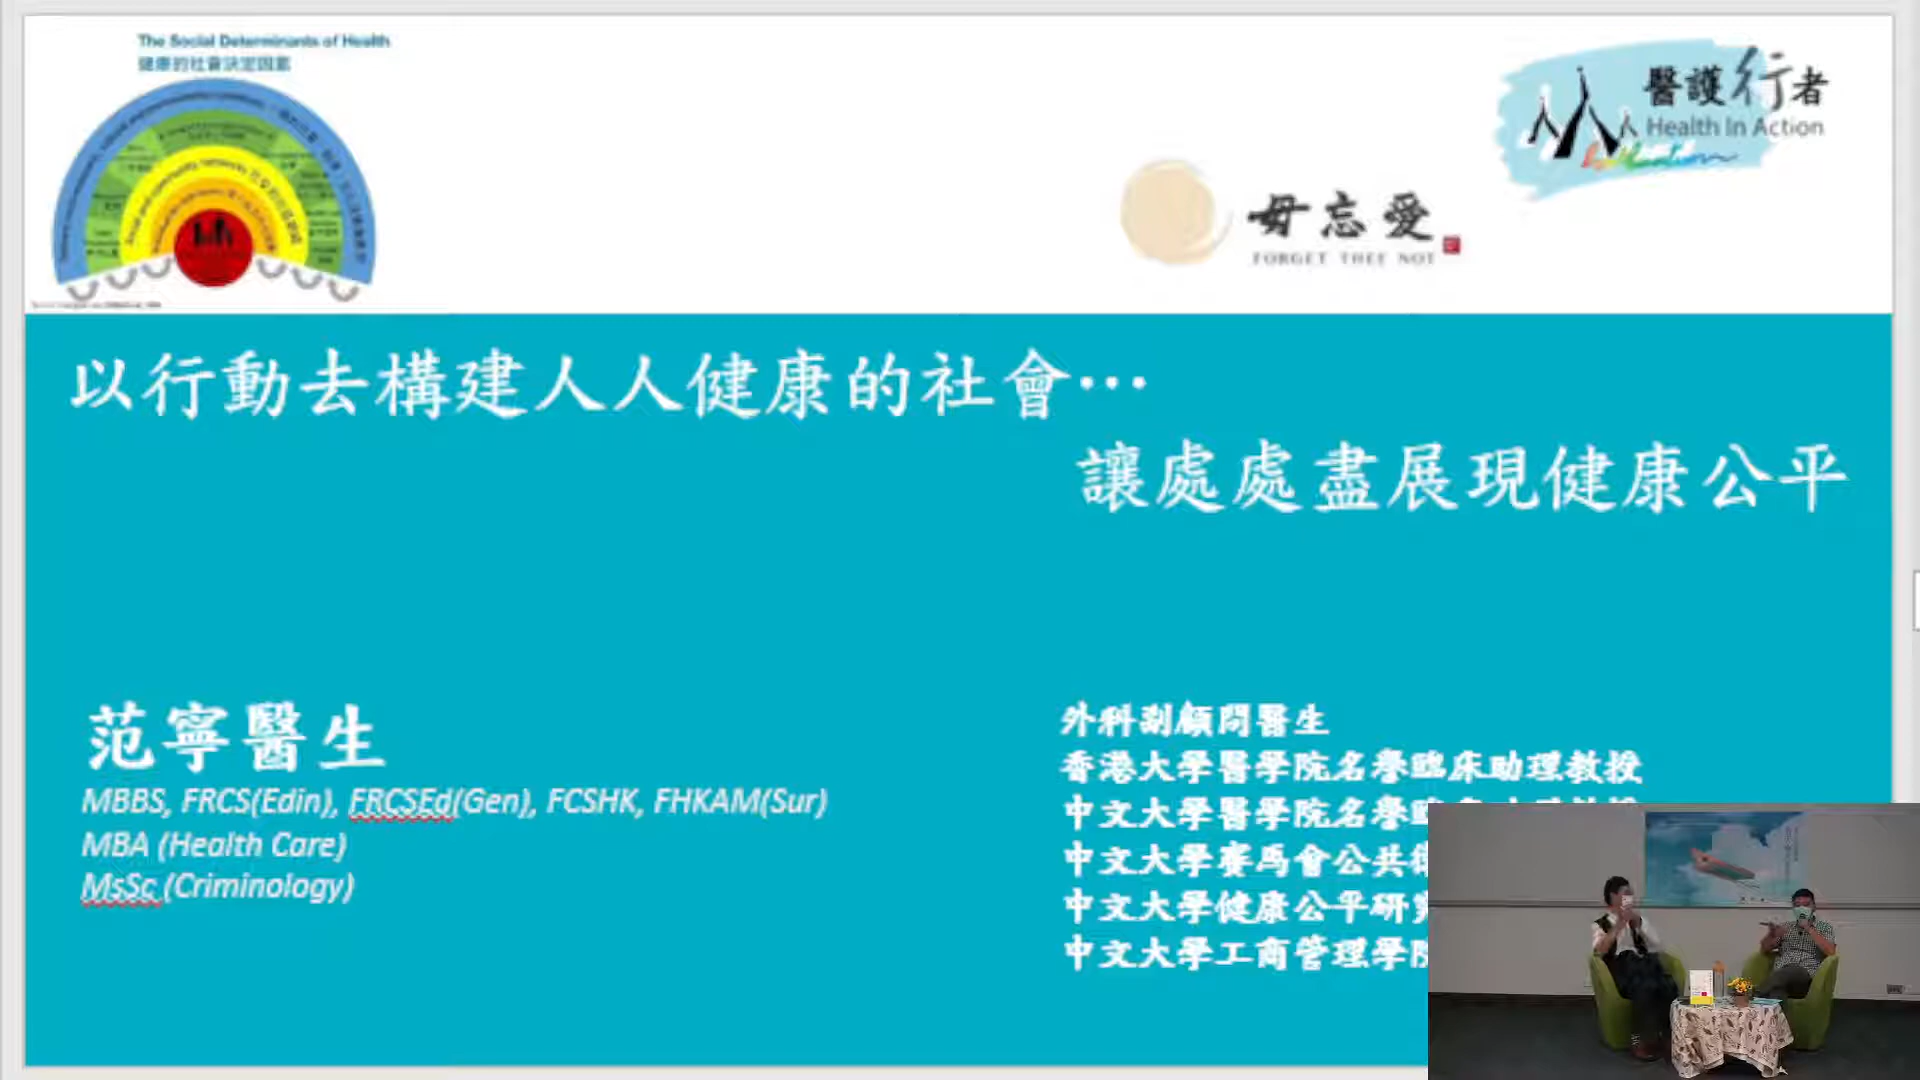 The Social Determinants of Health
健康的社會決定因素
醫護行者
Health In Action
毋忘愛
FORGET THEE NOT
以行動去構建人人健康的社會…
讓處處盡展現健康公平
范寧醫生
MBBS, FRCS(Edin), FRCSEd(Gen), FCSHK, FHKAM(Sur)
MBA (Health Care)
MsSc (Criminology)
外科副顧問醫生
香港大學醫學院名譽臨床助理教授
中文大學醫學院名譽
中文大學賽馬會公共
中文大學健康公平研
中文大學工商管理學